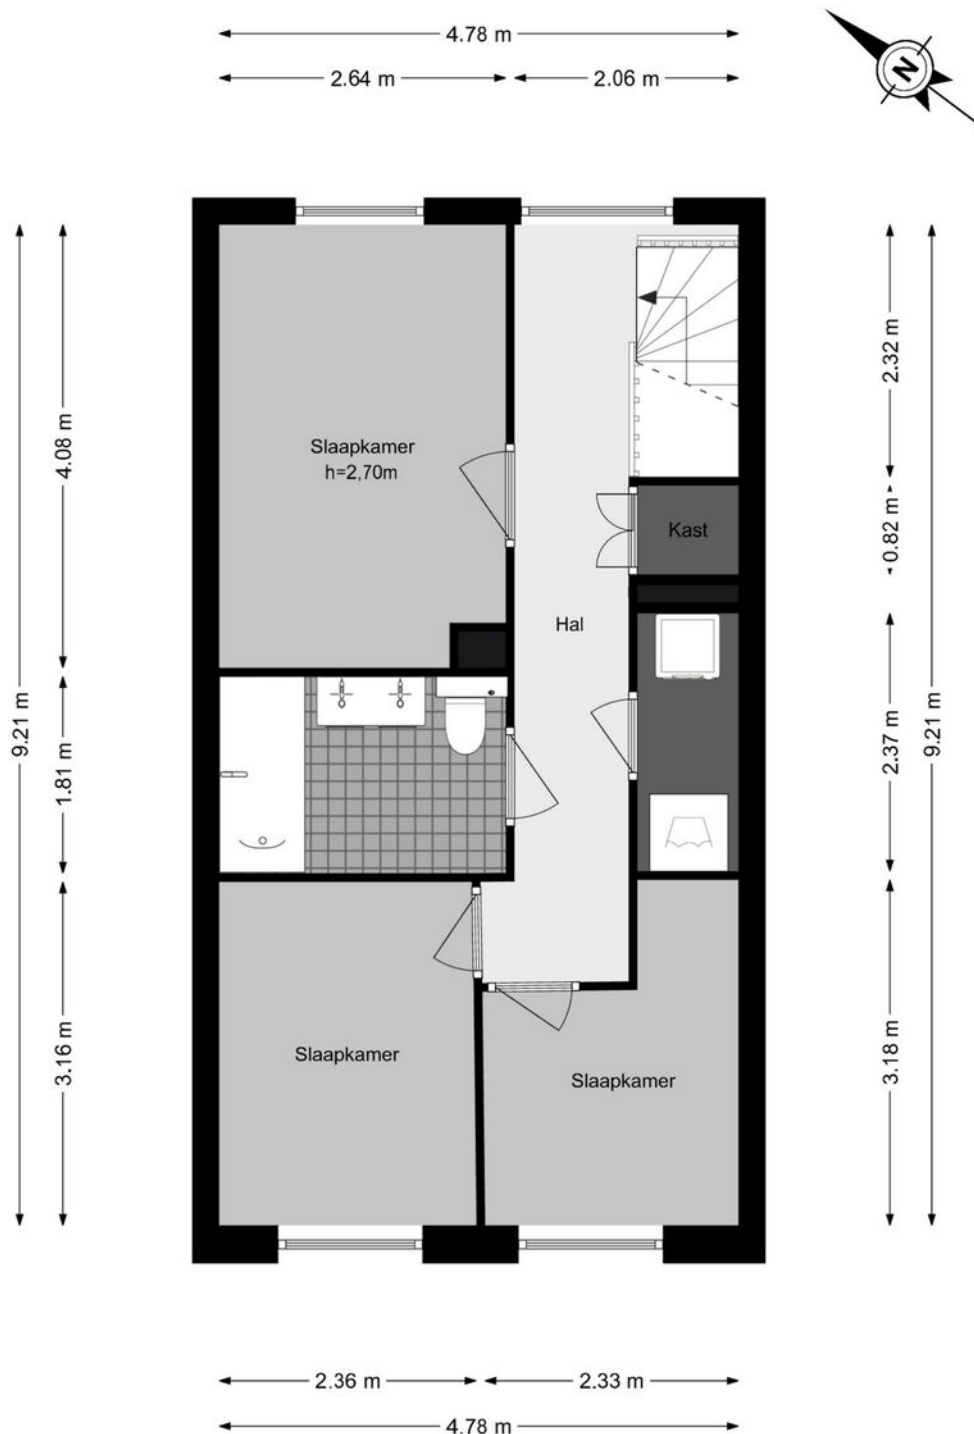 4.78 m
2.64 m
2.06 m
N
9.21 m
4.08 m
1.81 m
3.16 m
Slaapkamer
h=2,70m
Kast
Hal
Slaapkamer
Slaapkamer
2.32 m
0.82 m
2.37 m
3.18 m
9.21 m
2.36 m
2.33 m
4.78 m